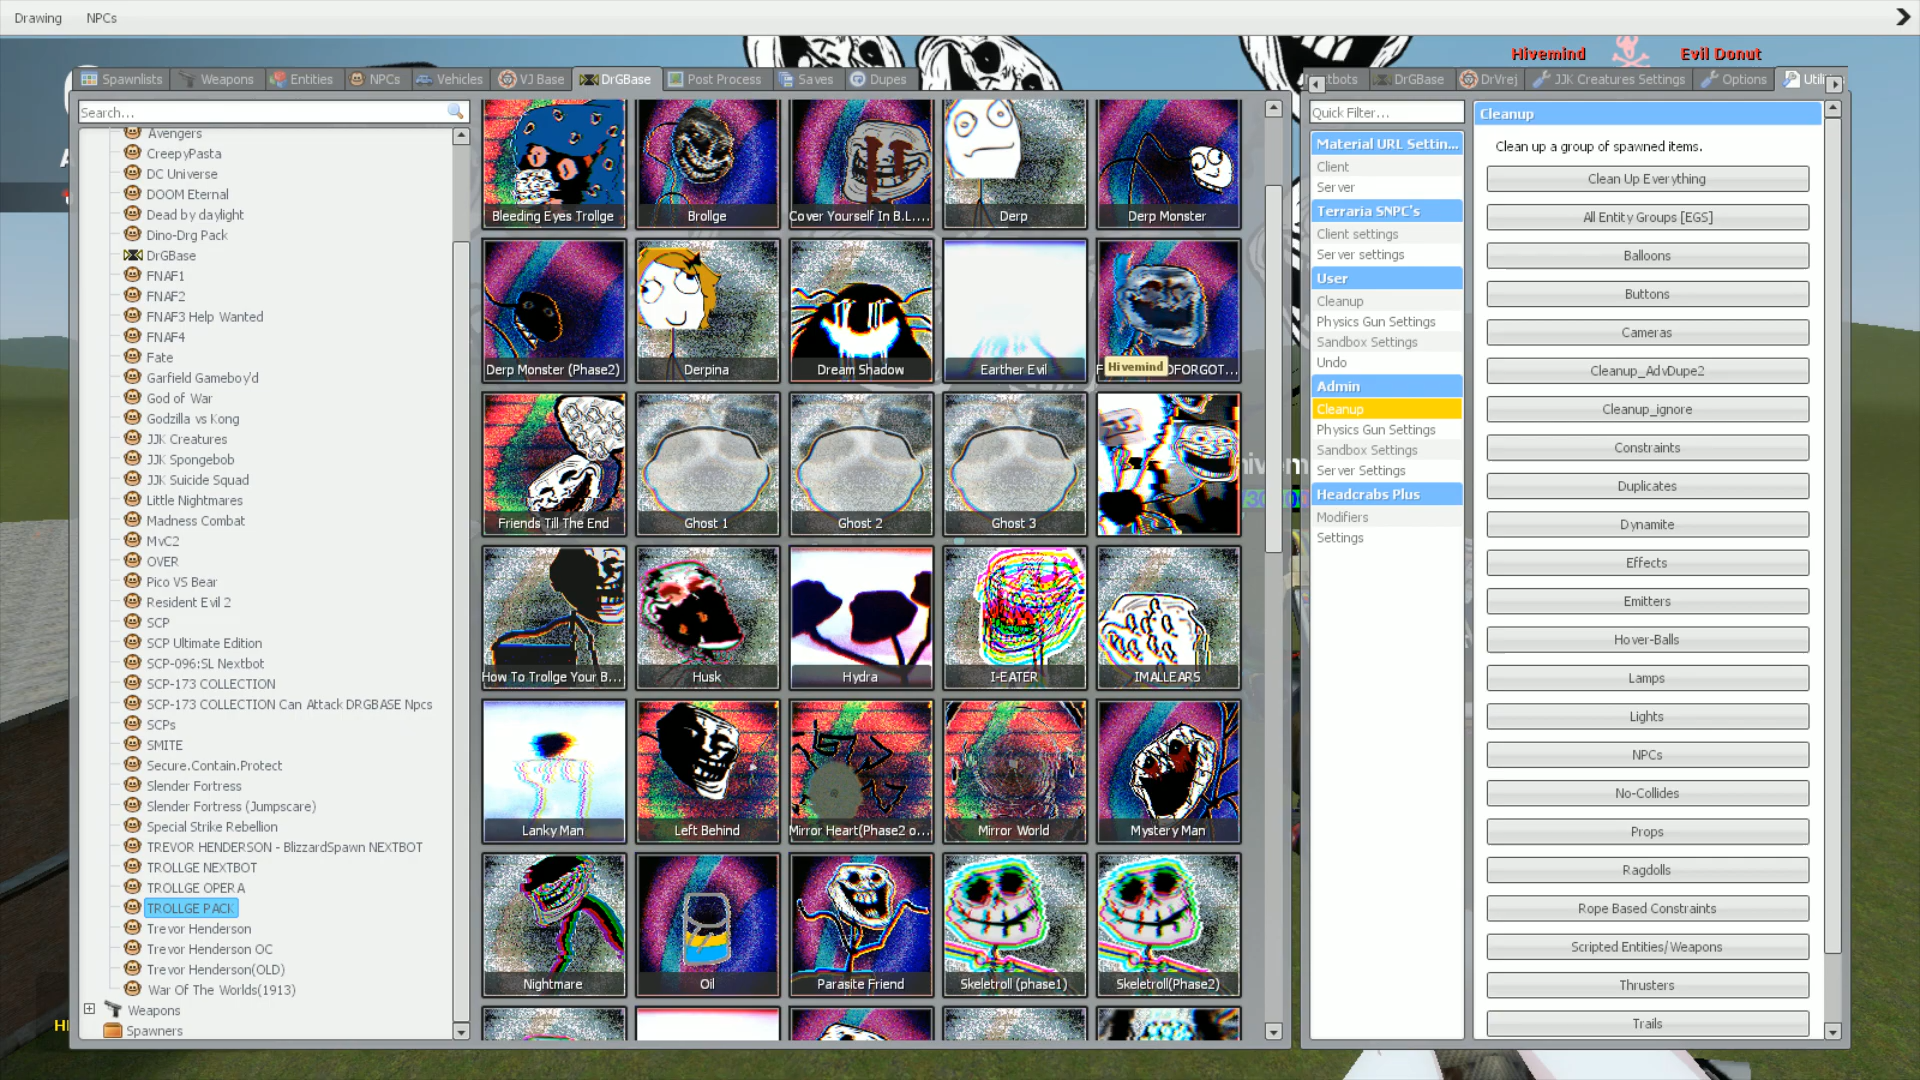 Drawing NPCs
Hivemind Evil Donut
Spawnlists Weapons Entities NPCs Vehicles VJ Base DrGBase Post Process Saves Dupes
DrGBase DrVrej JJK Creatures Settings Options
Search...
Avengers
CreepyPasta
DC Universe
DOOM Eternal
Dead by daylight
Dino-Drg Pack
DrGBase
FNAF1
FNAF2
FNAF3 Help Wanted
FNAF4
Fate
Garfield Gameboy'd
God of War
Godzilla vs Kong
JJK Creatures
JJK Spongebob
JJK Suicide Squad
Little Nightmares
Madness Combat
MvC2
OVER
Pico VS Bear
Resident Evil 2
SCP
SCP Ultimate Edition
SCP-096:SL Nextbot
SCP-173 COLLECTION
SCP-173 COLLECTION Can Attack DRGBASE Npcs
SCPs
SMITE
Secure.Contain.Protect
Slender Fortress
Slender Fortress (Jumpscare)
Special Strike Rebellion
TREVOR HENDERSON - BlizzardSpawn NEXTBOT
TROLLGE NEXTBOT
TROLLGE OPERA
TROLLGE PACK
Trevor Henderson
Trevor Henderson OC
Trevor Henderson(OLD)
War Of The Worlds(1913)
Weapons
Spawners
Bleeding Eyes Trollge Brollge Cover Yourself In B.L.... Derp Derp Monster
Derp Monster (Phase2) Derpina Dream Shadow Earther Evil
Hivemind
Friends Till The End Ghost 1 Ghost 2 Ghost 3
How To Trollge Your B... Husk Hydra I-EATER IMALLEARS
Lanky Man Left Behind Mirror Heart(Phase2 o... Mirror World Mystery Man
Nightmare Oil Parasite Friend Skeletroll (phase1) Skeletroll(Phase2)
Quick Filter...
Material URL Settin...
Client
Server
Terraria SNPC's
Client settings
Server settings
User
Cleanup
Physics Gun Settings
Sandbox Settings
Undo
Admin
Cleanup
Physics Gun Settings
Sandbox Settings
Server Settings
Headcrabs Plus
Modifiers
Settings
Cleanup
Clean up a group of spawned items.
Clean Up Everything
All Entity Groups [EGS]
Balloons
Buttons
Cameras
Cleanup_AdvDupe2
Cleanup_ignore
Constraints
Duplicates
Dynamite
Effects
Emitters
Hover-Balls
Lamps
Lights
NPCs
No-Collides
Props
Ragdolls
Rope Based Constraints
Scripted Entities/Weapons
Thrusters
Trails